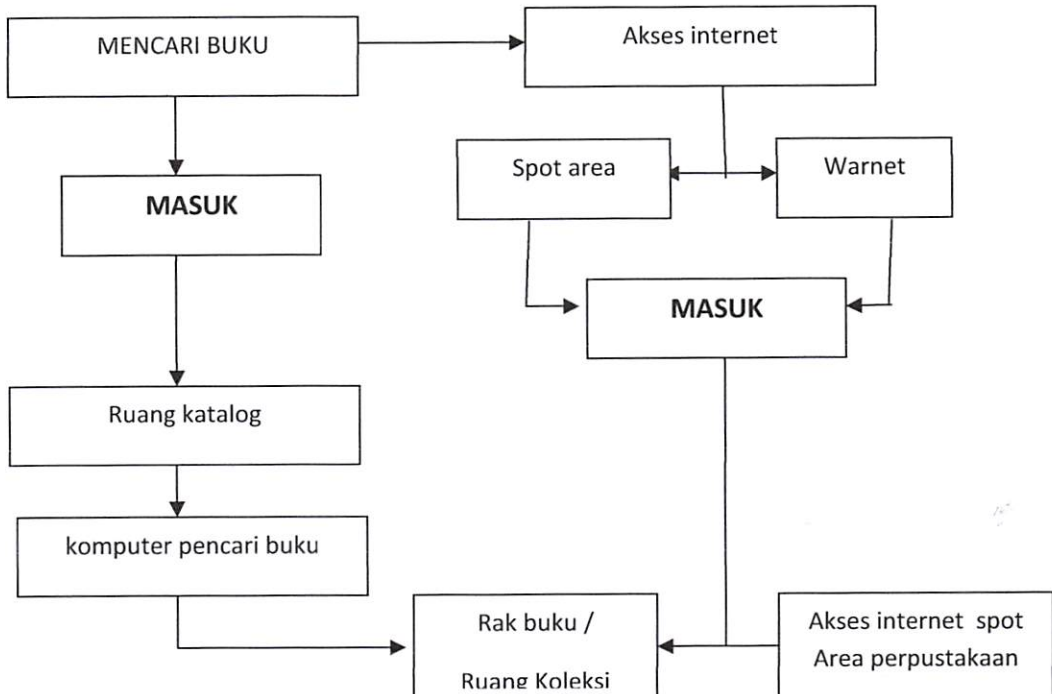 MENCARI BUKU
Akses internet
Spot area
Warnet
MASUK
MASUK
Ruang katalog
komputer pencari buku
Rak buku /
Ruang Koleksi
Akses internet spot
Area perpustakaan